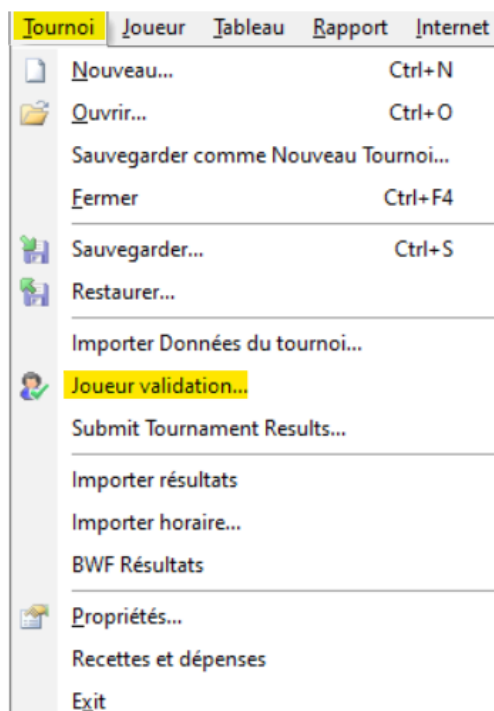 Tournoi Joueur Tableau Rapport Internet
Nouveau... Ctrl+N
Ouvrir... Ctrl+O
Sauvegarder comme Nouveau Tournoi...
Fermer Ctrl+F4
Sauvegarder... Ctrl+S
Restaurer...
Importer Données du tournoi...
Joueur validation...
Submit Tournament Results...
Importer résultats
Importer horaire...
BWF Résultats
Propriétés...
Recettes et dépenses
Exit